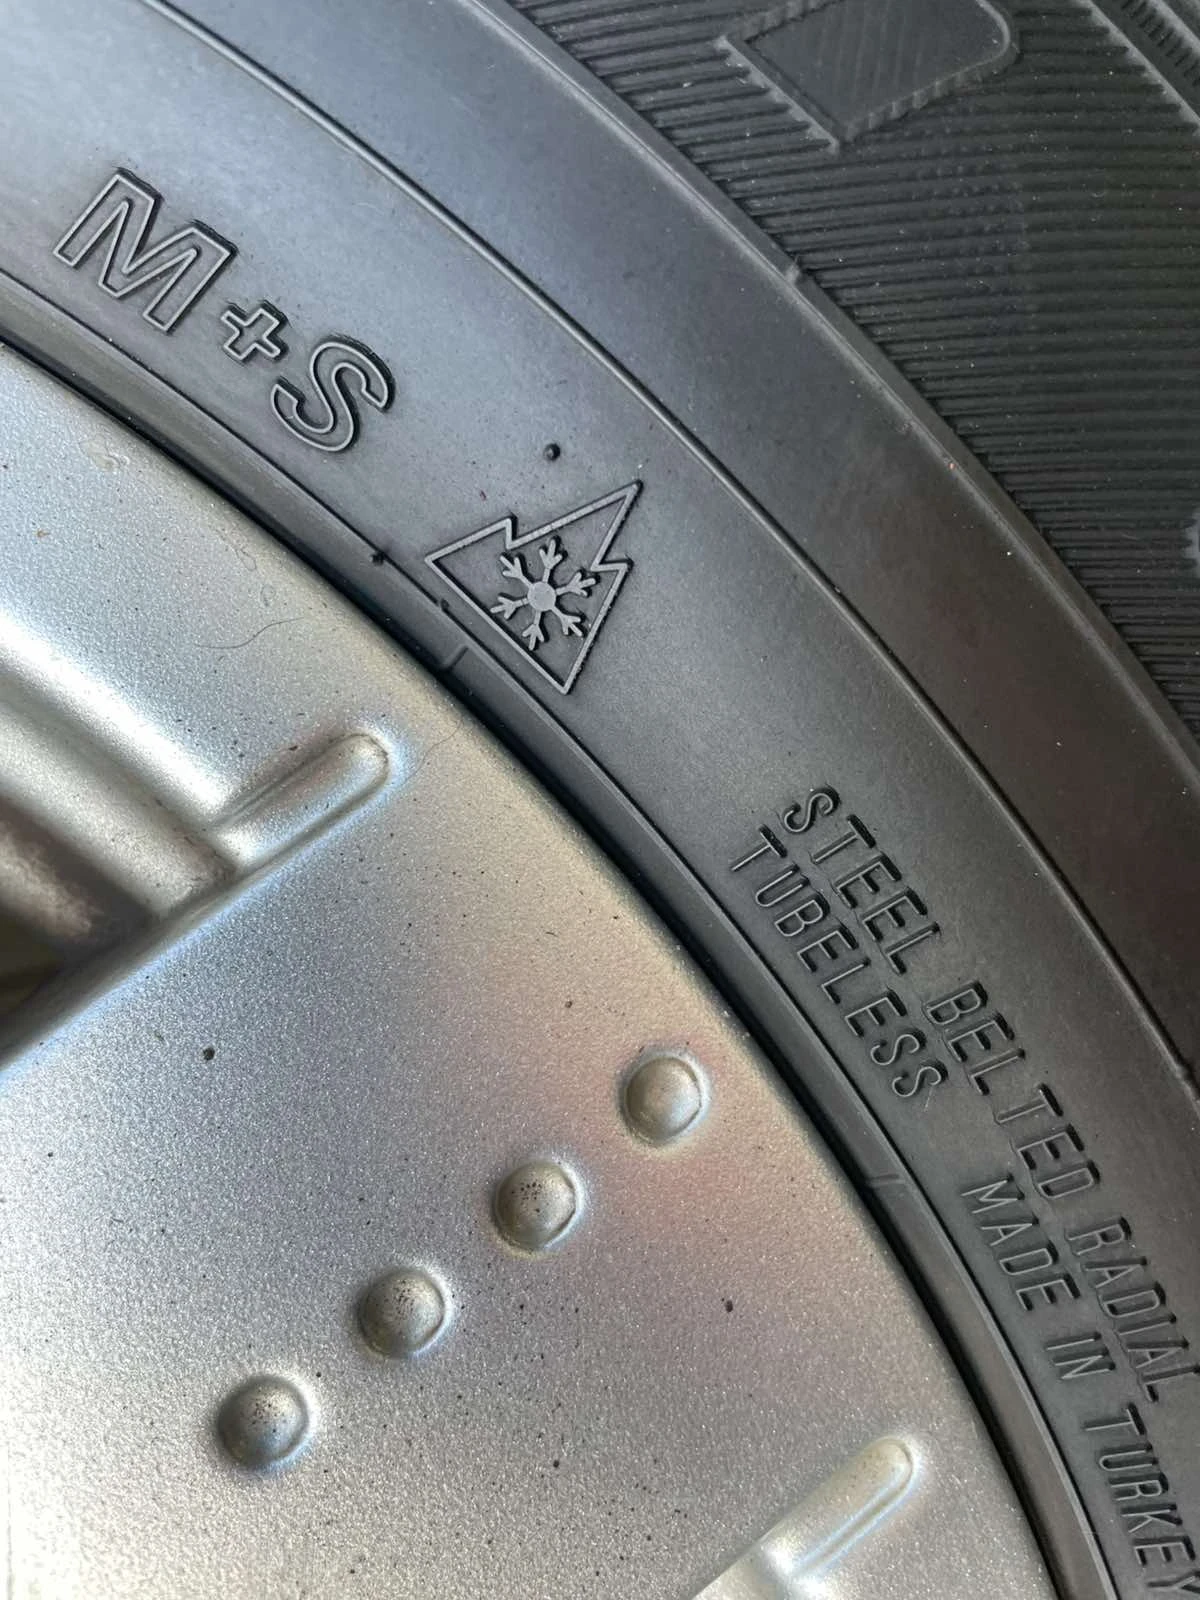 M+S
STEEL BELTED RADIAL
TUBELESS MADE IN TURKEY